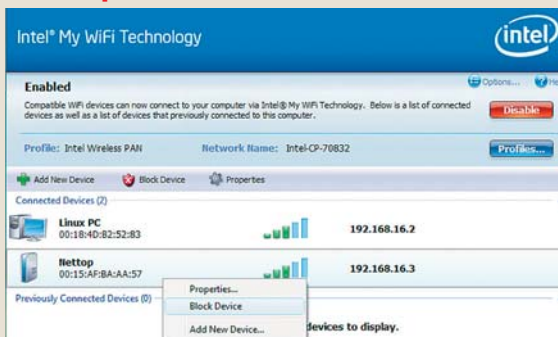 Intel® My WiFi Technology
intel
Enabled
Options...
Compatible WiFi devices can now connect to your computer via Intel® My WiFi Technology. Below is a list of connected
devices as well as a list of devices that previously connected to this computer.
Disable
Profile: Intel Wireless PAN
Network Name: Intel-CP-70832
Profiles...
Add New Device
Block Device
Properties
Connected Devices (2)
Linux PC
00:18:4D:B2:52:83
192.168.16.2
Nettop
00:15:AF:BA:AA:57
192.168.16.3
Properties...
Previously Connected Devices (0)
Block Device
Add New Device...
devices to display.